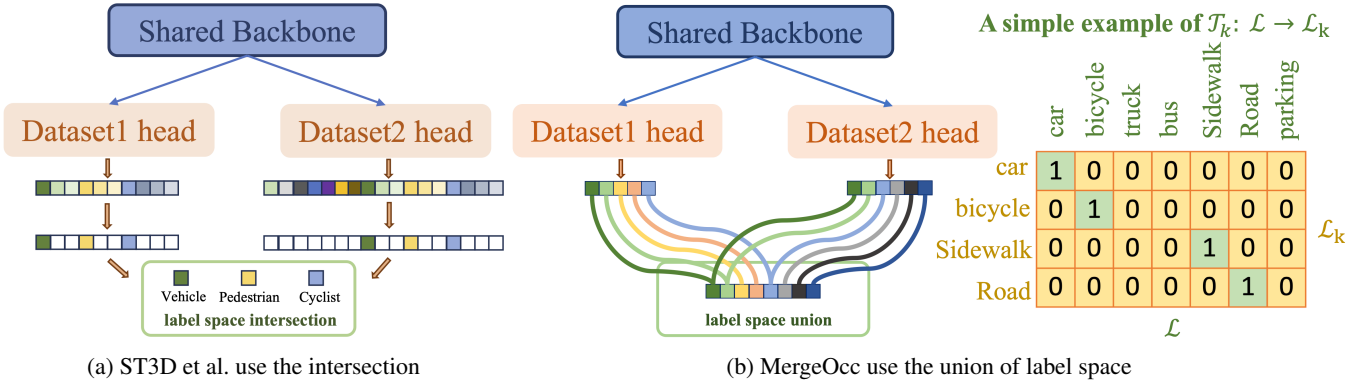 Shared Backbone
Dataset1 head
Dataset2 head
Vehicle
Pedestrian
Cyclist
label space intersection
(a) ST3D et al. use the intersection
Shared Backbone
Dataset1 head
Dataset2 head
label space union
A simple example of 𝒯k: ℒ → ℒk
car
bicycle
truck
bus
Sidewalk
Road
parking
car 1 0 0 0 0 0 0
bicycle 0 1 0 0 0 0 0
Sidewalk 0 0 0 0 1 0 0
Road 0 0 0 0 0 1 0
ℒk
ℒ
(b) MergeOcc use the union of label space